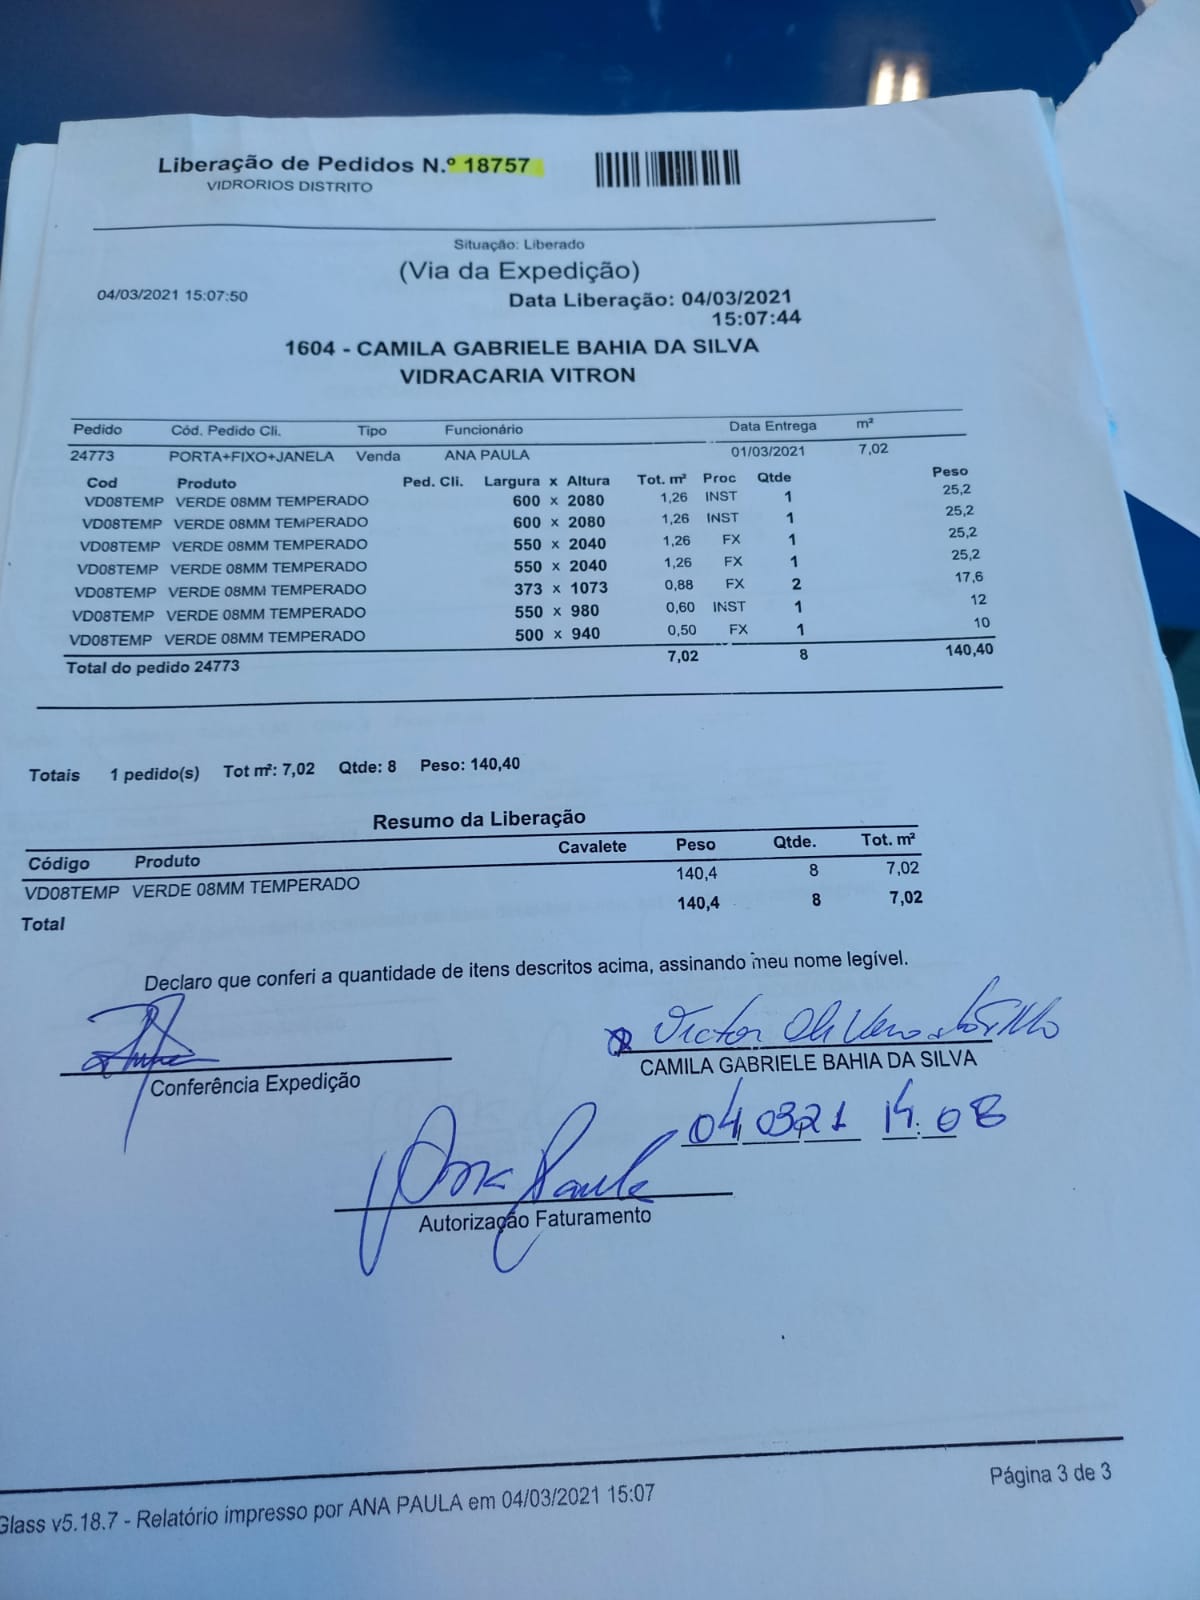 Liberação de Pedidos N.º 18757
VIDRORIOS DISTRITO
Situação: Liberado
(Via da Expedição)
04/03/2021 15:07:50
Data Liberação: 04/03/2021
15:07:44
1604 - CAMILA GABRIELE BAHIA DA SILVA
VIDRACARIA VITRON
Pedido Cód. Pedido Cli. Tipo Funcionário Data Entrega m²
24773 PORTA+FIXO+JANELA Venda ANA PAULA 01/03/2021 7,02
Cod Produto Ped. Cli. Largura x Altura Tot. m² Proc Qtde Peso
VD08TEMP VERDE 08MM TEMPERADO 600 x 2080 1,26 INST 1 25,2
VD08TEMP VERDE 08MM TEMPERADO 600 x 2080 1,26 INST 1 25,2
VD08TEMP VERDE 08MM TEMPERADO 550 x 2040 1,26 FX 1 25,2
VD08TEMP VERDE 08MM TEMPERADO 550 x 2040 1,26 FX 1 25,2
VD08TEMP VERDE 08MM TEMPERADO 373 x 1073 0,88 FX 2 17,6
VD08TEMP VERDE 08MM TEMPERADO 550 x 980 0,60 INST 1 12
VD08TEMP VERDE 08MM TEMPERADO 500 x 940 0,50 FX 1 10
Total do pedido 24773 7,02 8 140,40
Totais 1 pedido(s) Tot m²: 7,02 Qtde: 8 Peso: 140,40
Resumo da Liberação
Código Produto Cavalete Peso Qtde. Tot. m²
VD08TEMP VERDE 08MM TEMPERADO 140,4 8 7,02
Total 140,4 8 7,02
Declaro que conferi a quantidade de itens descritos acima, assinando meu nome legível.
Victor
Conferência Expedição
CAMILA GABRIELE BAHIA DA SILVA
04 03 21 14:08
Ana Paula
Autorização Faturamento
Glass v5.18.7 - Relatório impresso por ANA PAULA em 04/03/2021 15:07
Página 3 de 3